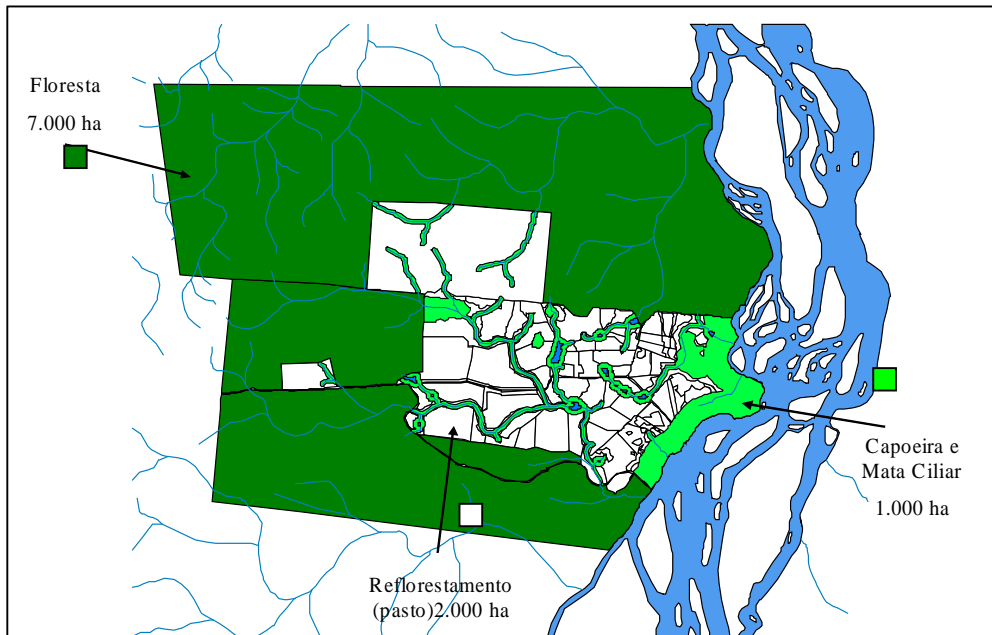 Floresta
7.000 ha
Capoeira e
Mata Ciliar
1.000 ha
Reflorestamento
(pasto)2.000 ha